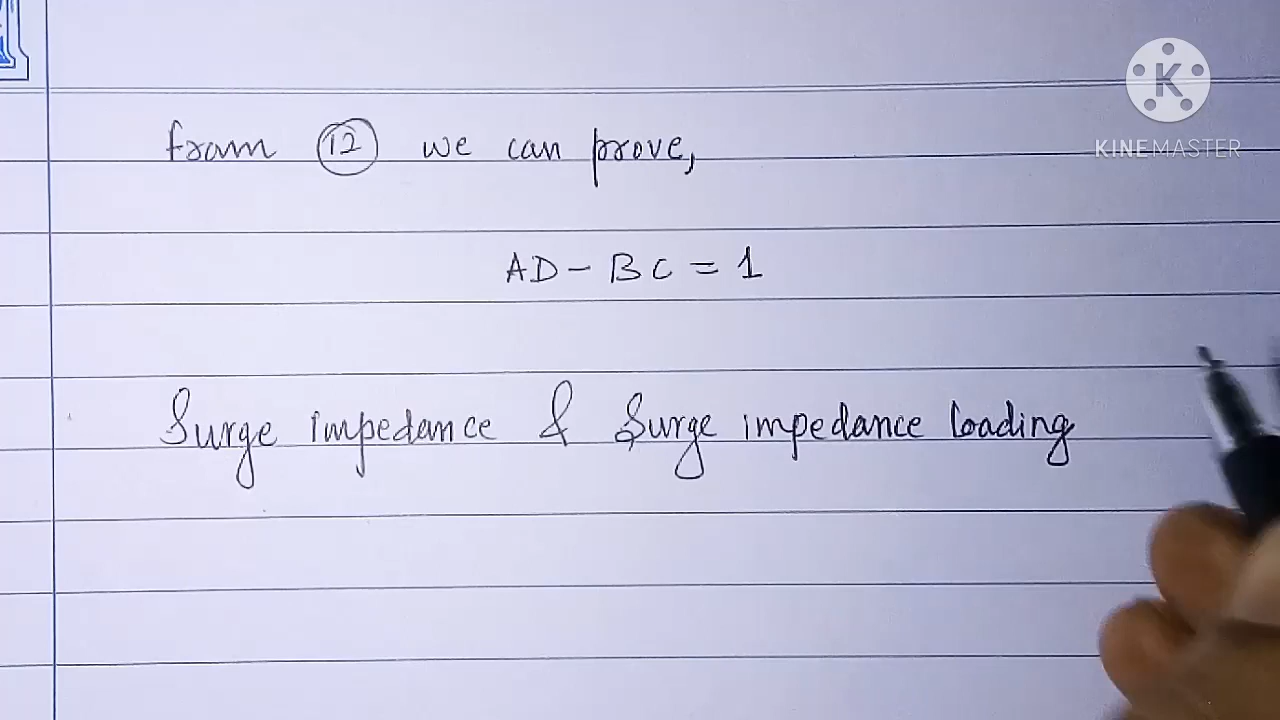 K
KINEMASTER
from 12 we can prove,
AD - BC = 1
Surge impedance & Surge impedance loading